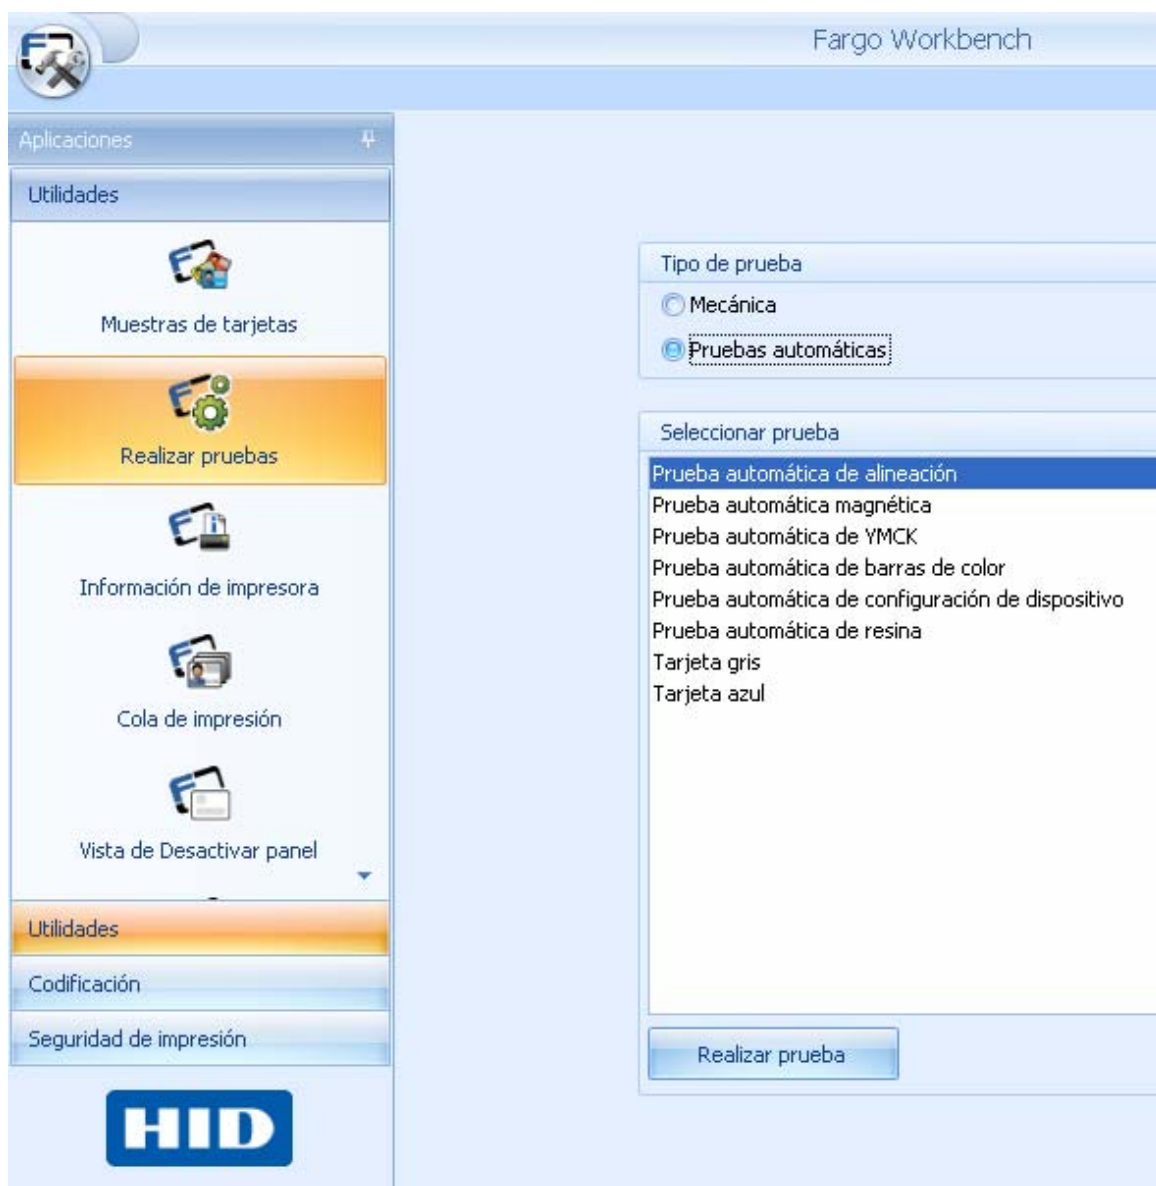 Fargo Workbench
Aplicaciones
Utilidades
Muestras de tarjetas
Realizar pruebas
Información de impresora
Cola de impresión
Vista de Desactivar panel
Utilidades
Codificación
Seguridad de impresión
HID
Tipo de prueba
Mecánica
Pruebas automáticas
Seleccionar prueba
Prueba automática de alineación
Prueba automática magnética
Prueba automática de YMCK
Prueba automática de barras de color
Prueba automática de configuración de dispositivo
Prueba automática de resina
Tarjeta gris
Tarjeta azul
Realizar prueba